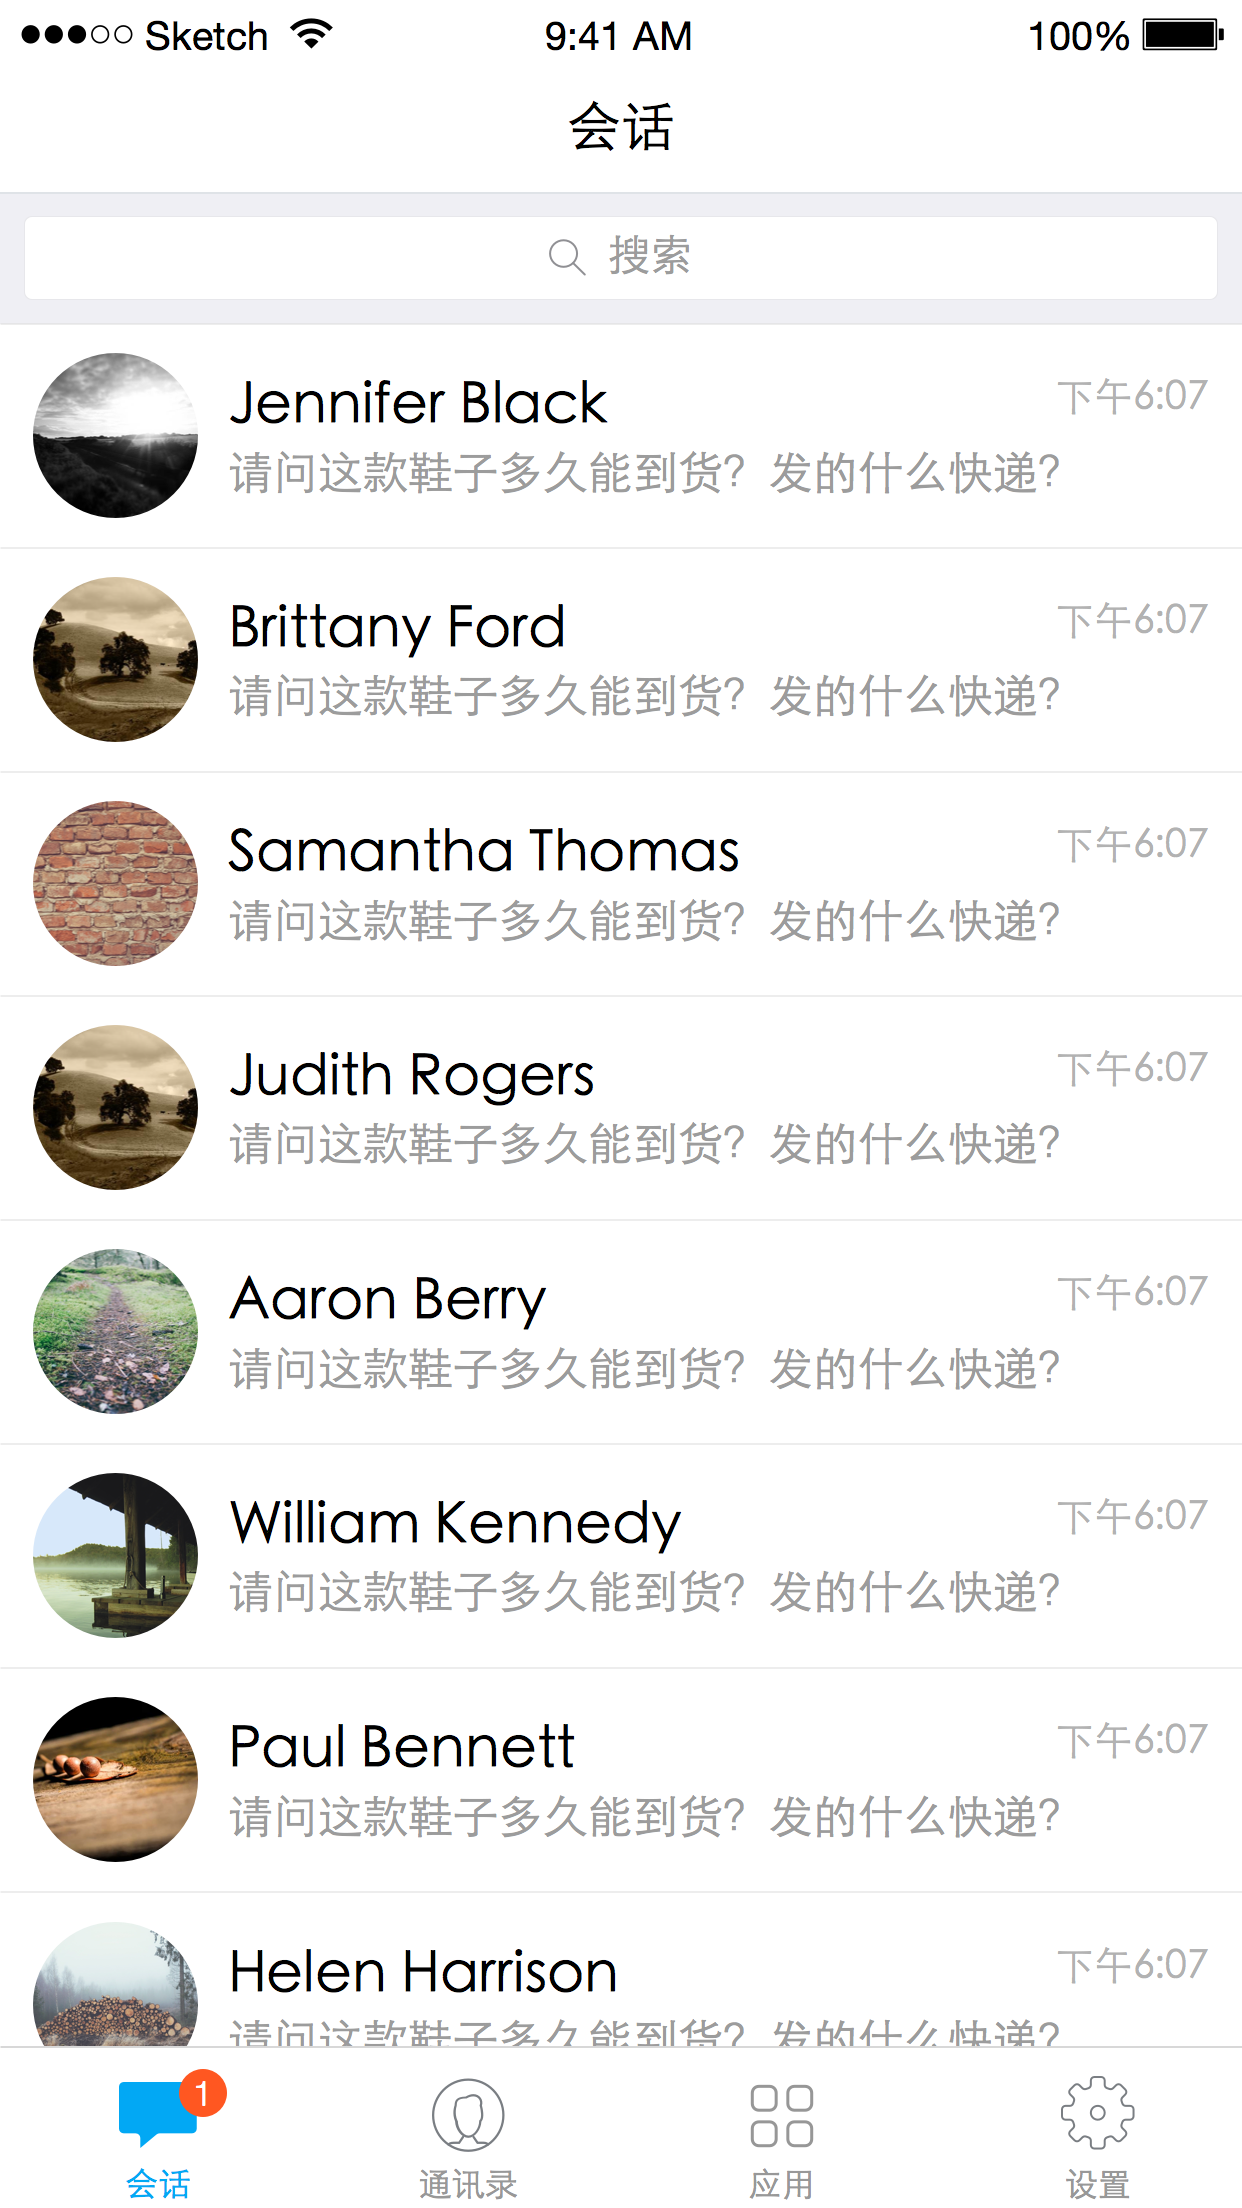 Sketch 9:41 AM 100%
会话
搜索
Jennifer Black 下午6:07
请问这款鞋子多久能到货？发的什么快递？
Brittany Ford 下午6:07
请问这款鞋子多久能到货？发的什么快递？
Samantha Thomas 下午6:07
请问这款鞋子多久能到货？发的什么快递？
Judith Rogers 下午6:07
请问这款鞋子多久能到货？发的什么快递？
Aaron Berry 下午6:07
请问这款鞋子多久能到货？发的什么快递？
William Kennedy 下午6:07
请问这款鞋子多久能到货？发的什么快递？
Paul Bennett 下午6:07
请问这款鞋子多久能到货？发的什么快递？
Helen Harrison 下午6:07
请问这款鞋子多久能到货？发的什么快递？
1
会话 通讯录 应用 设置